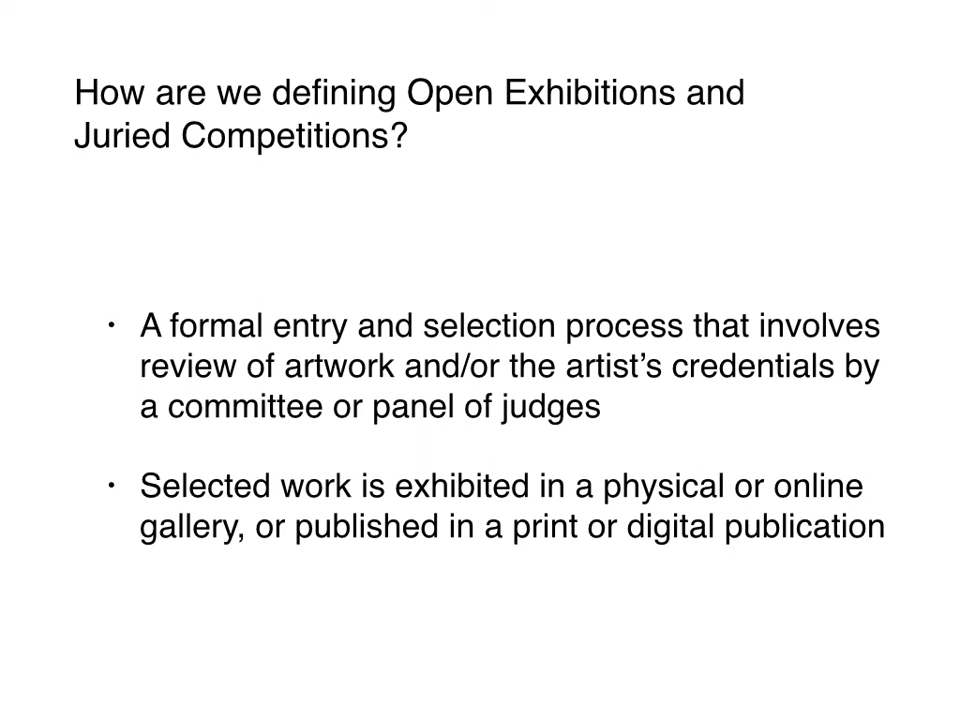 How are we defining Open Exhibitions and
Juried Competitions?
• A formal entry and selection process that involves
review of artwork and/or the artist’s credentials by
a committee or panel of judges
• Selected work is exhibited in a physical or online
gallery, or published in a print or digital publication